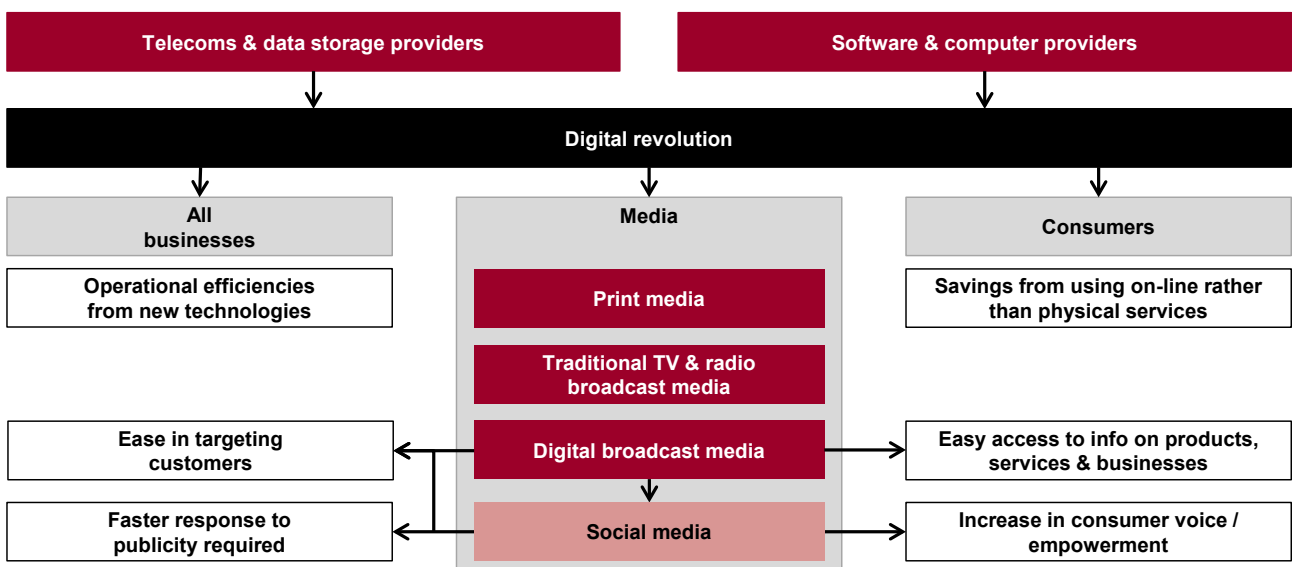 Telecoms & data storage providers
Software & computer providers
Digital revolution
All
businesses
Media
Consumers
Operational efficiencies
from new technologies
Print media
Savings from using on-line rather
than physical services
Traditional TV & radio
broadcast media
Ease in targeting
customers
Digital broadcast media
Easy access to info on products,
services & businesses
Faster response to
publicity required
Social media
Increase in consumer voice /
empowerment